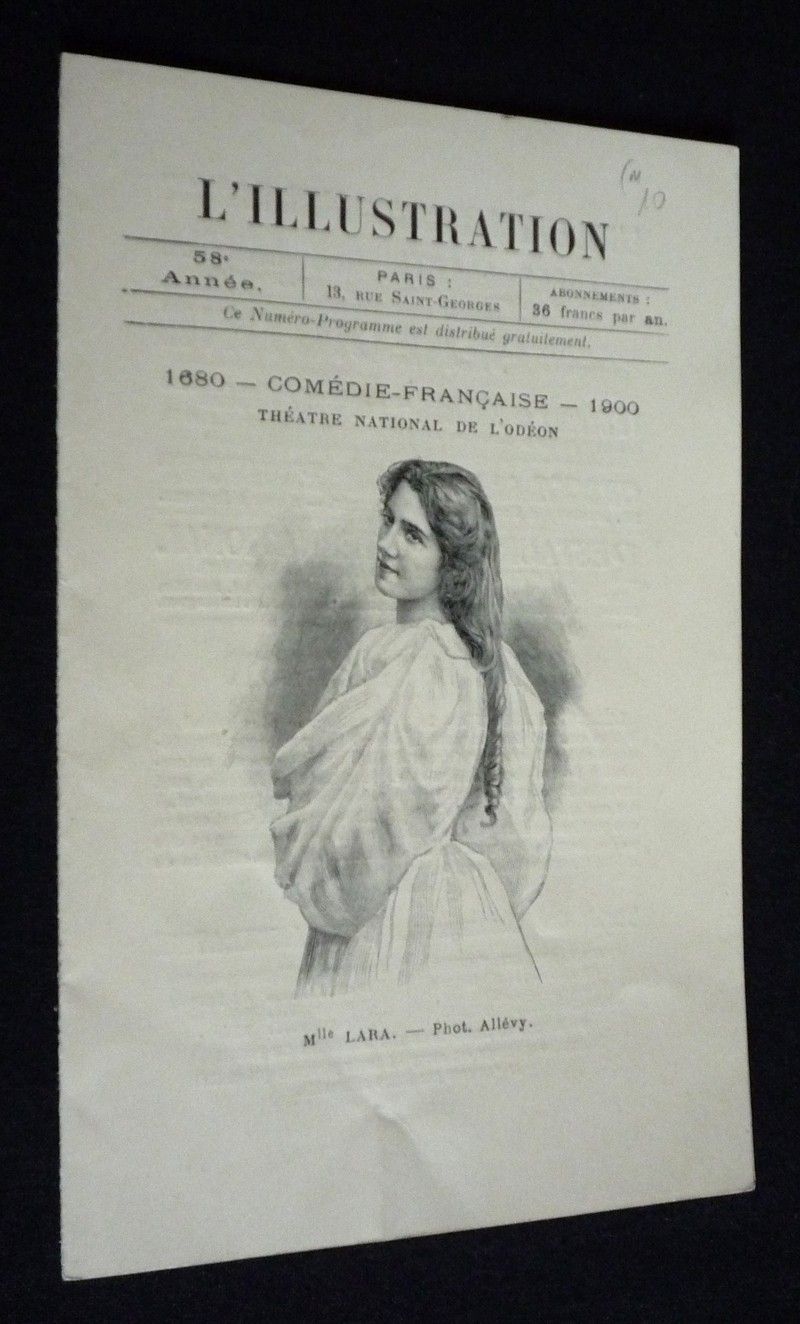 L'ILLUSTRATION
58e
Année.
PARIS :
13, RUE SAINT-GEORGES
ABONNEMENTS :
36 francs par an.
Ce Numéro-Programme est distribué gratuitement.
1680 — COMÉDIE-FRANÇAISE — 1900
THÉATRE NATIONAL DE L'ODÉON
Mlle LARA. — Phot. Allévy.